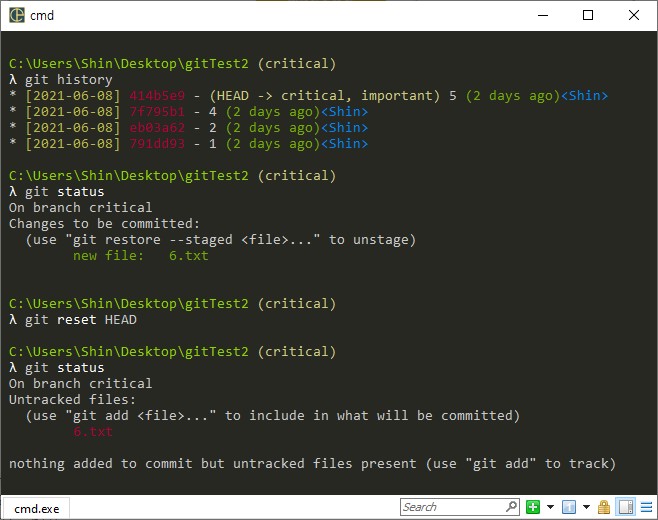 cmd
C:\Users\Shin\Desktop\gitTest2 (critical)
λ git history
* [2021-06-08] 414b5e9 - (HEAD -> critical, important) 5 (2 days ago)<Shin>
* [2021-06-08] 7f795b1 - 4 (2 days ago)<Shin>
* [2021-06-08] eb03a62 - 2 (2 days ago)<Shin>
* [2021-06-08] 791dd93 - 1 (2 days ago)<Shin>
C:\Users\Shin\Desktop\gitTest2 (critical)
λ git status
On branch critical
Changes to be committed:
  (use "git restore --staged <file>..." to unstage)
        new file:   6.txt
C:\Users\Shin\Desktop\gitTest2 (critical)
λ git reset HEAD
C:\Users\Shin\Desktop\gitTest2 (critical)
λ git status
On branch critical
Untracked files:
  (use "git add <file>..." to include in what will be committed)
        6.txt
nothing added to commit but untracked files present (use "git add" to track)
cmd.exe
Search